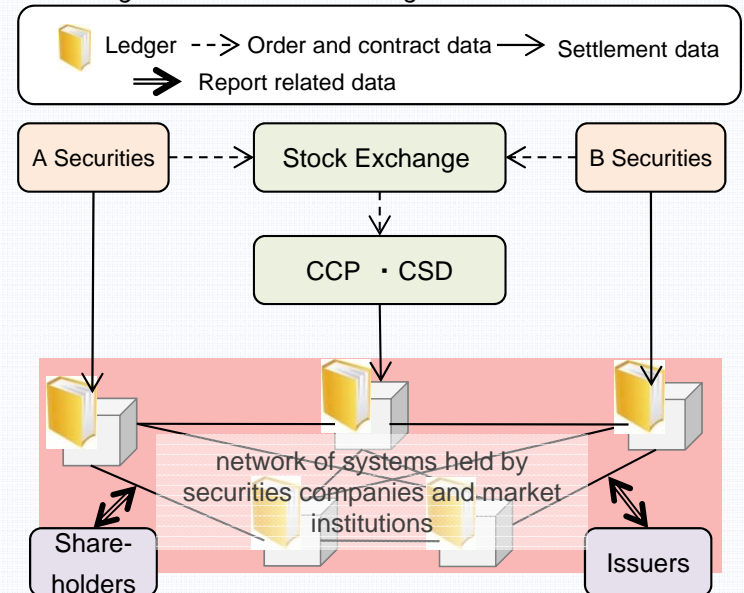 Ledger
Order and contract data
Settlement data
Report related data
A Securities
Stock Exchange
B Securities
CCP ・CSD
network of systems held by
securities companies and market
institutions
Share-
holders
Issuers